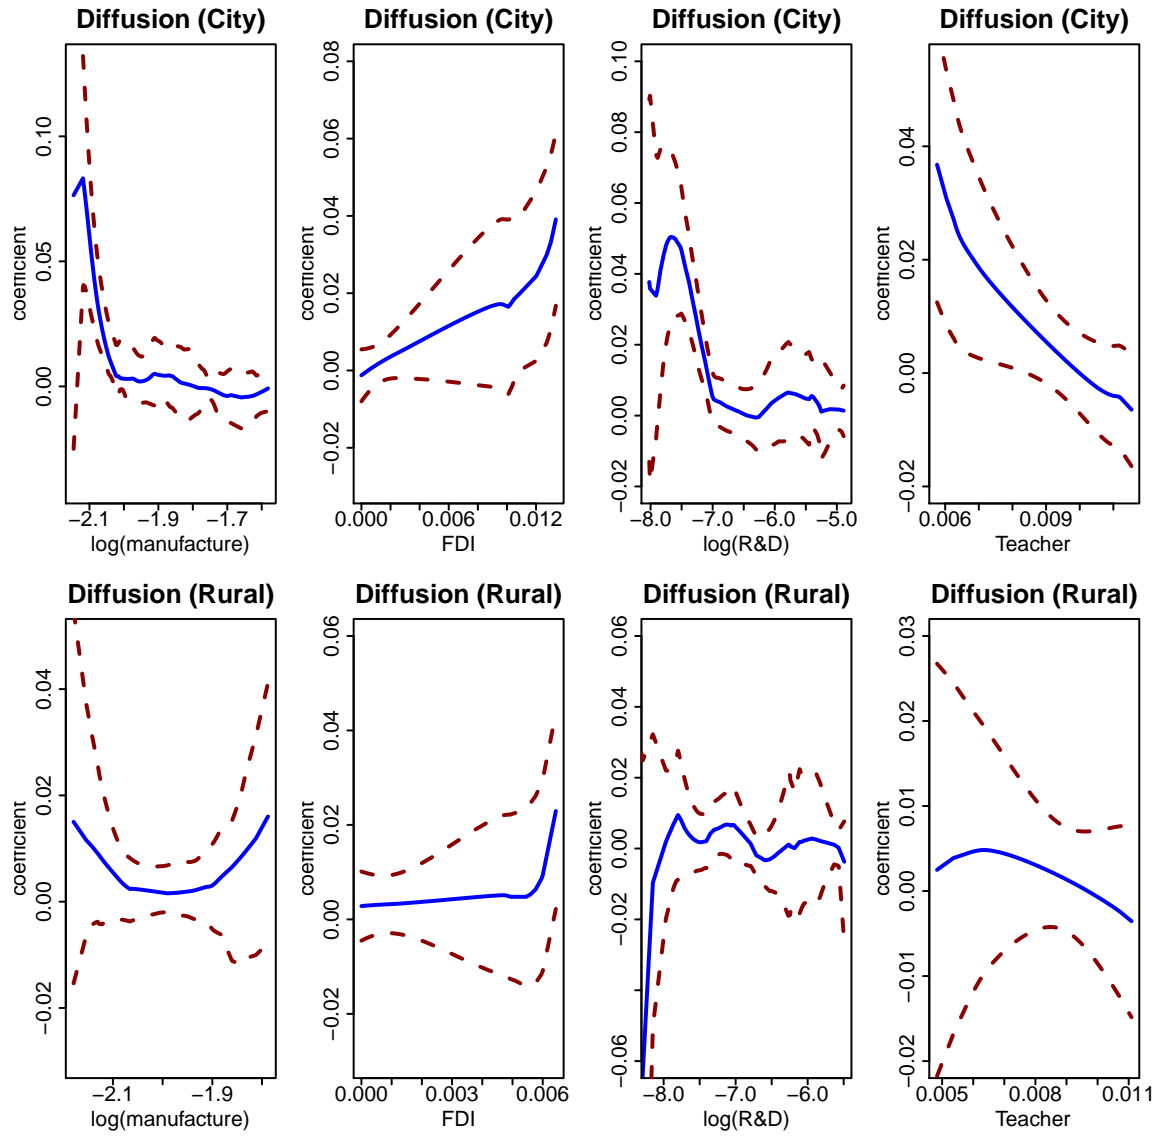 Diffusion (City) Diffusion (City) Diffusion (City) Diffusion (City)
coefficient
0.00 0.05 0.10
−2.1 −1.9 −1.7
log(manufacture)
coefficient
−0.02 0.00 0.02 0.04 0.06 0.08
0.000 0.006 0.012
FDI
coefficient
−0.02 0.00 0.02 0.04 0.06 0.08 0.10
−8.0 −7.0 −6.0 −5.0
log(R&D)
coefficient
−0.02 0.00 0.02 0.04
0.006 0.009
Teacher
Diffusion (Rural) Diffusion (Rural) Diffusion (Rural) Diffusion (Rural)
coefficient
−0.02 0.00 0.02 0.04
−2.1 −1.9
log(manufacture)
coefficient
−0.02 0.00 0.02 0.04 0.06
0.000 0.003 0.006
FDI
coefficient
−0.06 −0.02 0.00 0.02 0.04 0.06
−8.0 −7.0 −6.0
log(R&D)
coefficient
−0.02 −0.01 0.00 0.01 0.02 0.03
0.005 0.008 0.011
Teacher